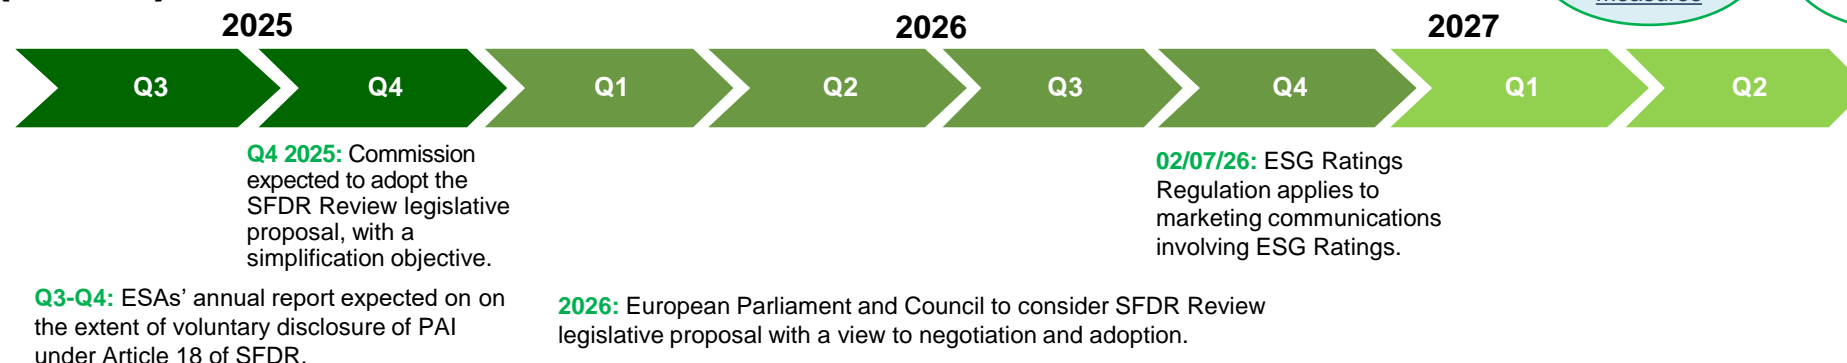 measures
2025
2026
2027
Q3
Q4
Q1
Q2
Q3
Q4
Q1
Q2
Q4 2025: Commission
expected to adopt the
SFDR Review legislative
proposal, with a
simplification objective.
02/07/26: ESG Ratings
Regulation applies to
marketing communications
involving ESG Ratings.
Q3-Q4: ESAs’ annual report expected on on
the extent of voluntary disclosure of PAI
under Article 18 of SFDR.
2026: European Parliament and Council to consider SFDR Review
legislative proposal with a view to negotiation and adoption.